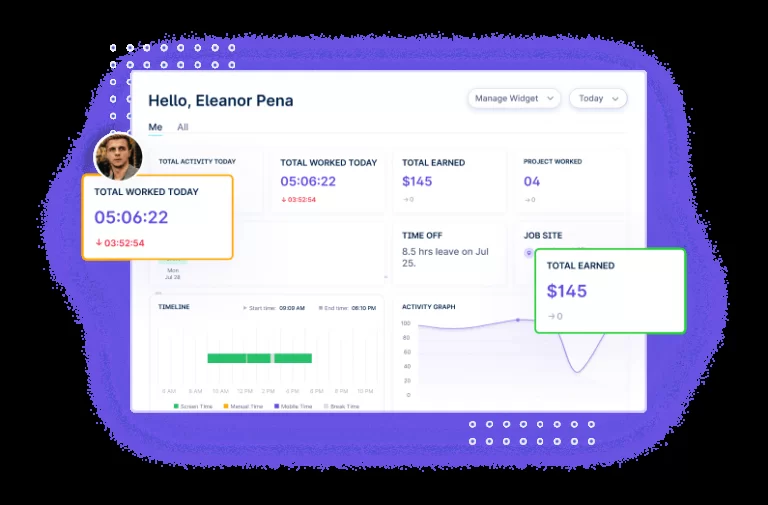 Hello, Eleanor Pena
Manage Widget
Today
Me
All
TOTAL ACTIVITY TODAY
TOTAL WORKED TODAY
05:06:22
↓ 03:52:54
TOTAL EARNED
$145
→0
PROJECT WORKED
04
→0
TOTAL WORKED TODAY
05:06:22
↓ 03:52:54
Mon
TIME OFF
8.5 hrs leave on Jul
25.
JOB SITE
TOTAL EARNED
$145
→ 0
TIMELINE
Start time: 09:09 AM
End time: 06:10 PM
8 AM 10 AM 12 PM 2 PM 4 PM 6 PM 8 PM 10 PM
Screen Time
Manual Time
Mobile Time
Break Time
ACTIVITY GRAPH
100
80
60
40
20
0